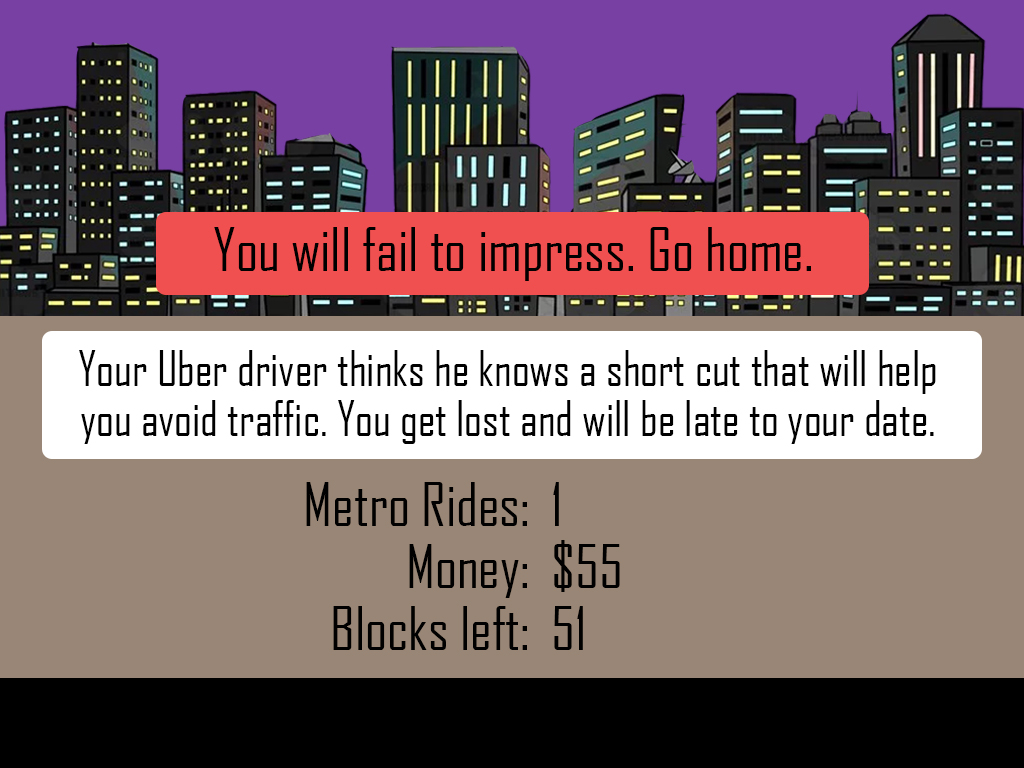 You will fail to impress. Go home.
Your Uber driver thinks he knows a short cut that will help
you avoid traffic. You get lost and will be late to your date.
Metro Rides: 1
Money: $55
Blocks left: 51